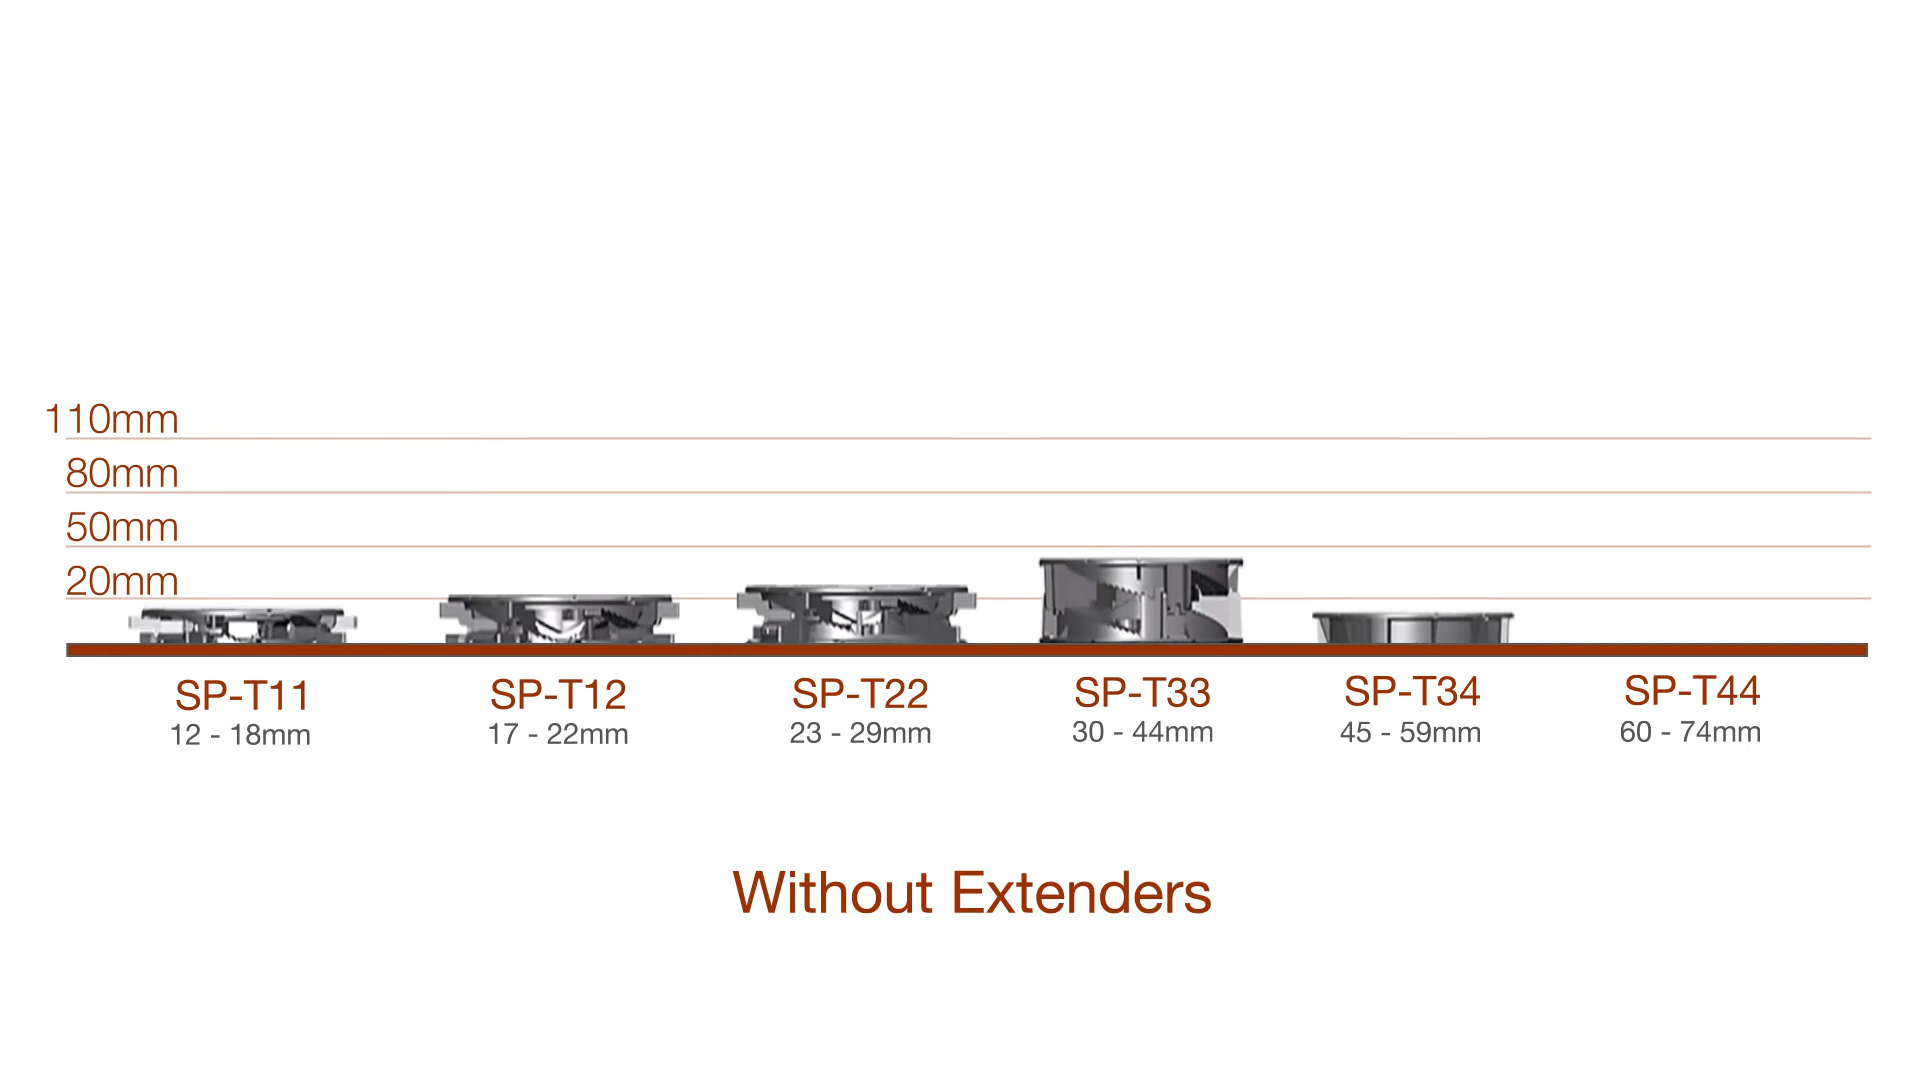 110mm
80mm
50mm
20mm
SP-T11
12 - 18mm
SP-T12
17 - 22mm
SP-T22
23 - 29mm
SP-T33
30 - 44mm
SP-T34
45 - 59mm
SP-T44
60 - 74mm
Without Extenders